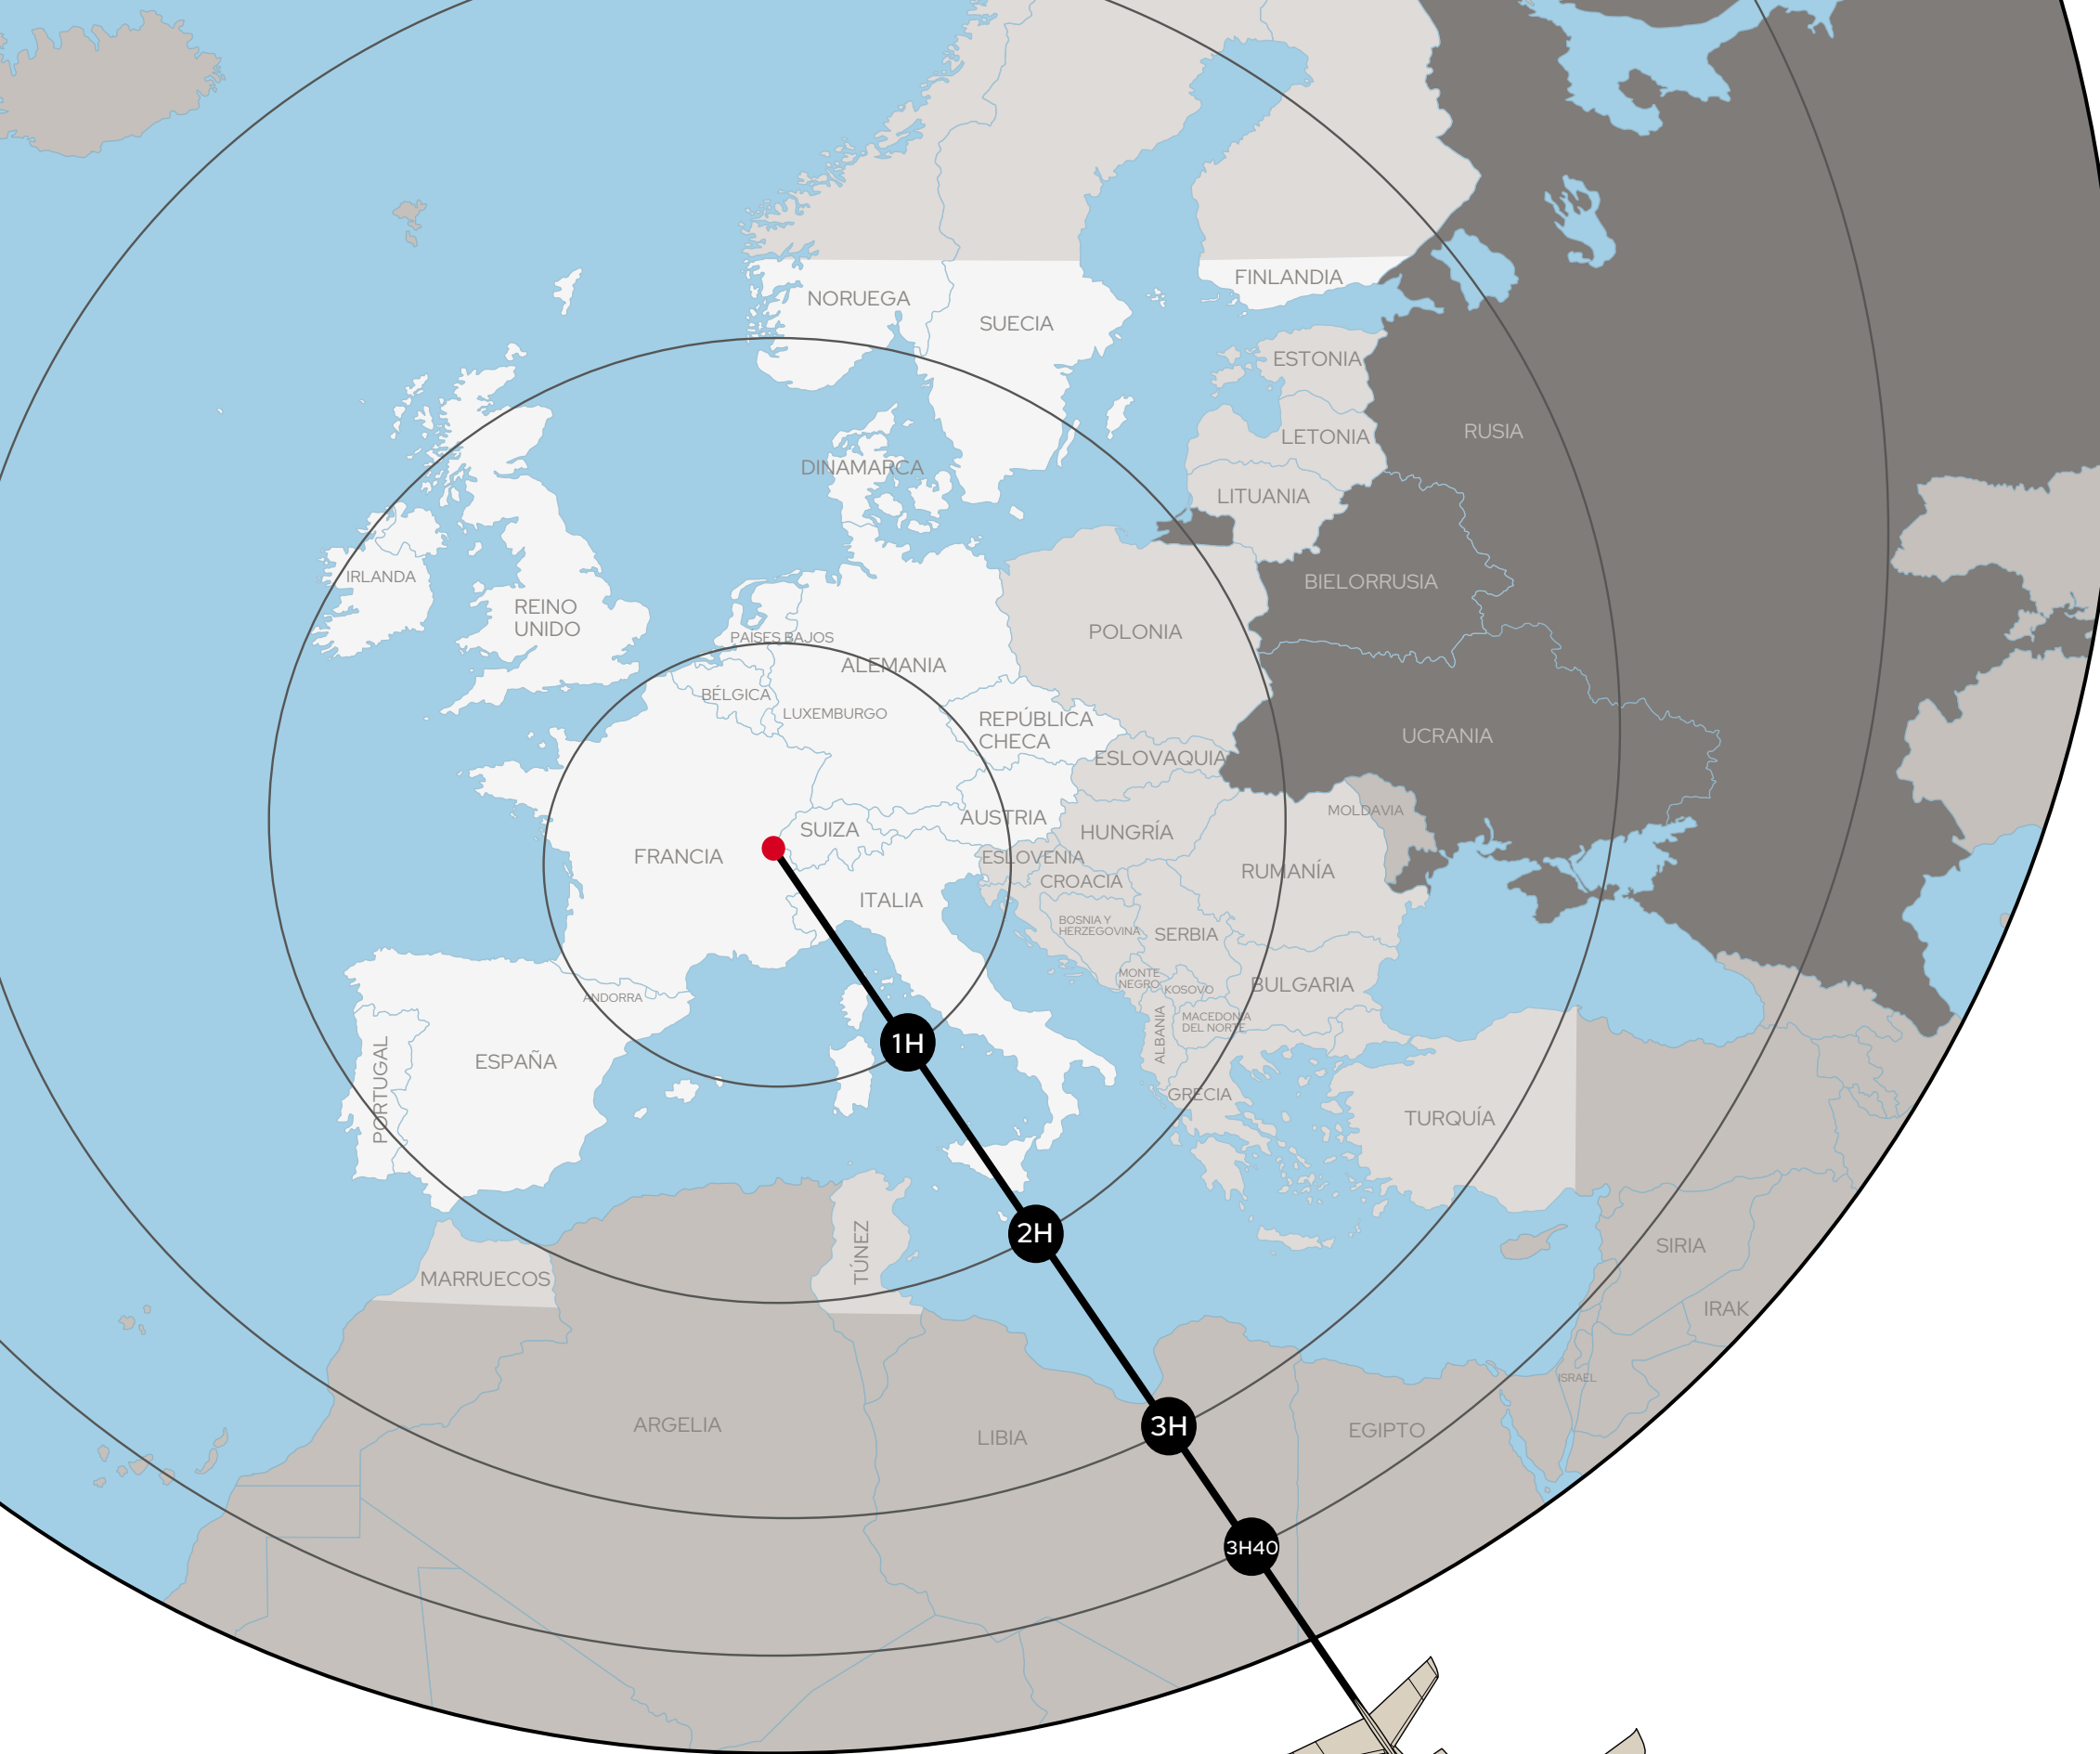 FINLANDIA
NORUEGA
SUECIA
ESTONIA
RUSIA
LETONIA
DINAMARCA
LITUANIA
IRLANDA
BIELORRUSIA
REINO
UNIDO
POLONIA
PAISES BAJOS
ALEMANIA
BÉLGICA
LUXEMBURGO
REPÚBLICA
CHECA
UCRANIA
ESLOVAQUIA
MOLDAVIA
AUSTRIA
SUIZA
HUNGRÍA
FRANCIA
ESLOVENIA
RUMANÍA
CROACIA
ITALIA
BOSNIA Y
HERZEGOVINA
SERBIA
MONTE
NEGRO
KOSOVO
BULGARIA
ANDORRA
MACEDONIA
DEL NORTE
ALBANIA
1H
ESPAÑA
PORTUGAL
GRECIA
TURQUÍA
2H
TÚNEZ
SIRIA
MARRUECOS
IRAK
ISRAEL
ARGELIA
3H
EGIPTO
LIBIA
3H40